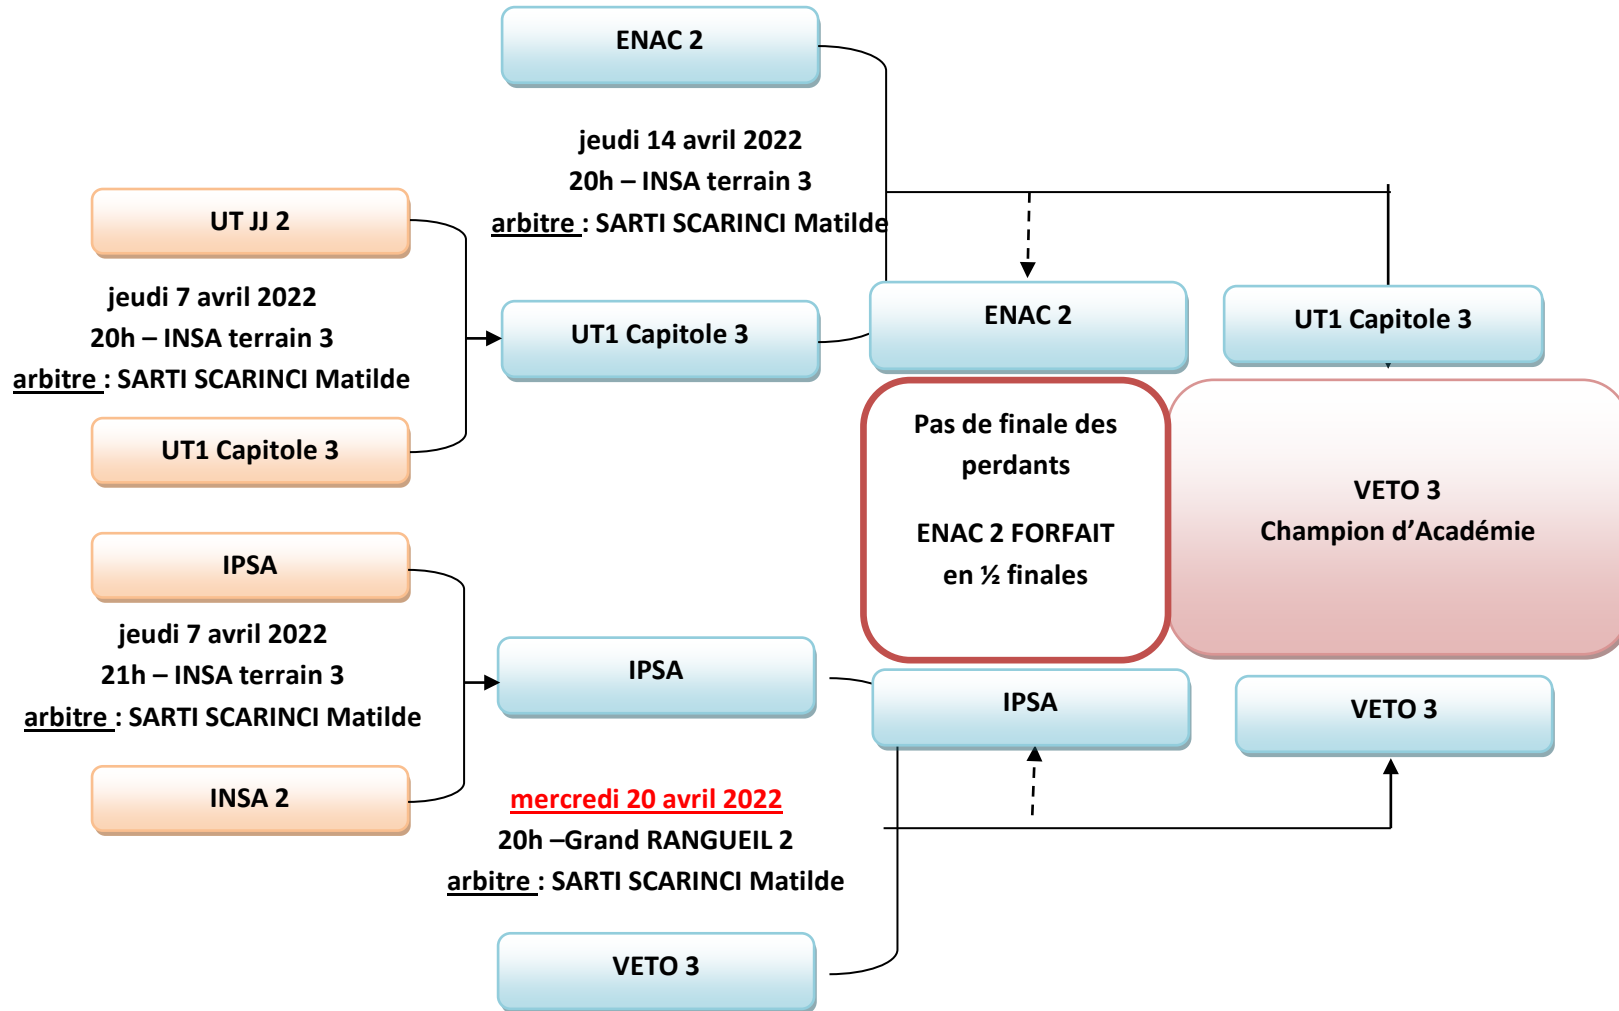 ENAC 2
jeudi 14 avril 2022
20h – INSA terrain 3
arbitre : SARTI SCARINCI Matilde
UT JJ 2
jeudi 7 avril 2022
20h – INSA terrain 3
arbitre : SARTI SCARINCI Matilde
UT1 Capitole 3
UT1 Capitole 3
ENAC 2
UT1 Capitole 3
Pas de finale des
perdants
ENAC 2 FORFAIT
en ½ finales
VETO 3
Champion d’Académie
IPSA
jeudi 7 avril 2022
21h – INSA terrain 3
arbitre : SARTI SCARINCI Matilde
INSA 2
IPSA
mercredi 20 avril 2022
20h –Grand RANGUEIL 2
arbitre : SARTI SCARINCI Matilde
VETO 3
IPSA
VETO 3